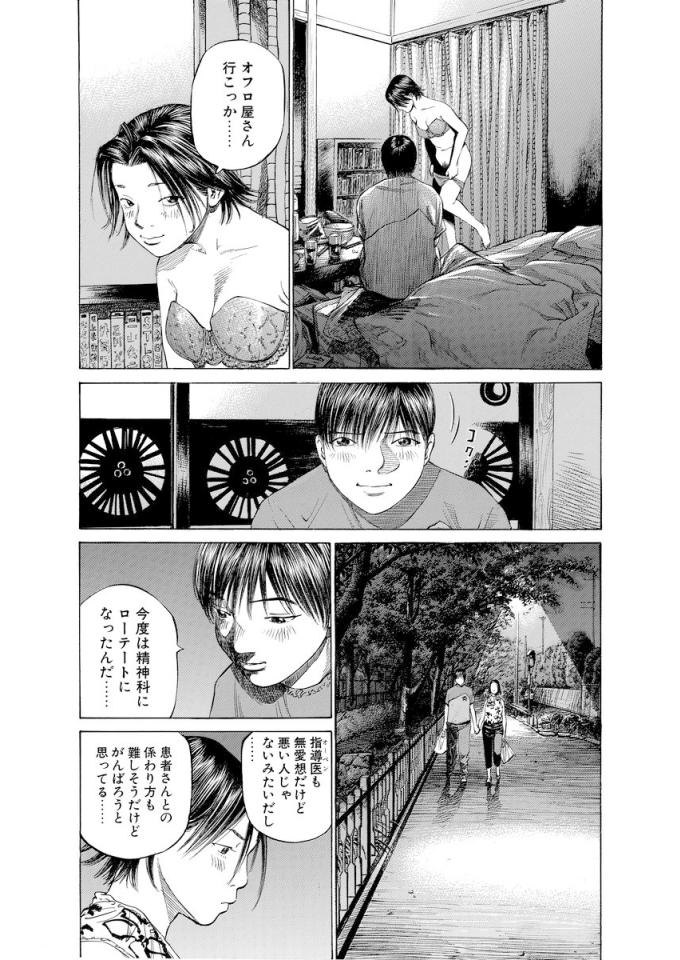 オフロ屋さん
行こっか……
コク…
今度は精神科に
ローテートに
なったんだ……
指導医も
オーベン
無愛想だけど
悪い人じゃ
ないみたいだし
……
患者さんとの
係わり方も
難しそうだけど
がんばろうと
思ってる……